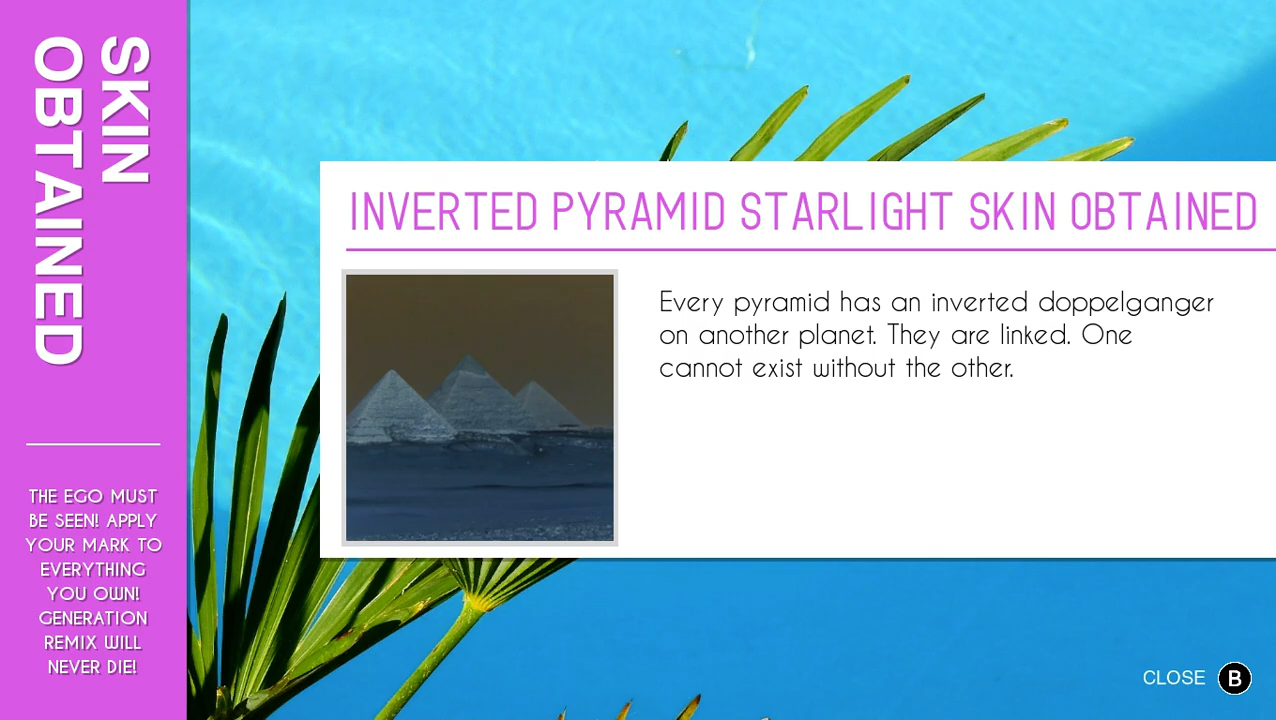 SKIN
OBTAINED
THE EGO MUST
BE SEEN! APPLY
YOUR MARK TO
EVERYTHING
YOU OWN!
GENERATION
REMIX WILL
NEVER DIE!
INVERTED PYRAMID STARLIGHT SKIN OBTAINED
Every pyramid has an inverted doppelganger
on another planet. They are linked. One
cannot exist without the other.
CLOSE B